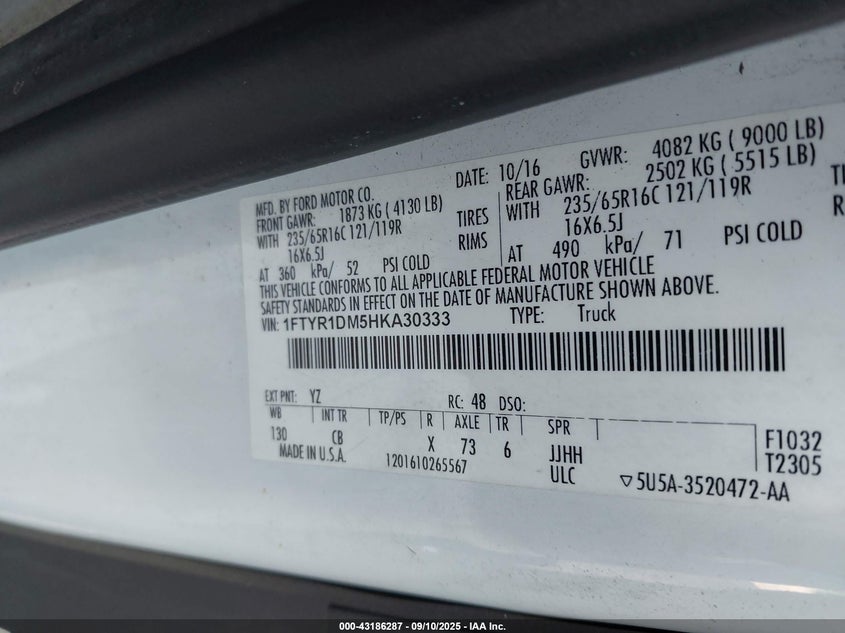 MFD. BY FORD MOTOR CO.
DATE: 10/16 GVWR: 4082 KG ( 9000 LB)
FRONT GAWR: 1873 KG ( 4130 LB) REAR GAWR: 2502 KG ( 5515 LB)
WITH 235/65R16C 121/119R TIRES WITH 235/65R16C 121/119R
16X6.5J RIMS 16X6.5J
AT 360 kPa/ 52 PSI COLD AT 490 kPa/ 71 PSI COLD
THIS VEHICLE CONFORMS TO ALL APPLICABLE FEDERAL MOTOR VEHICLE
SAFETY STANDARDS IN EFFECT ON THE DATE OF MANUFACTURE SHOWN ABOVE.
VIN: 1FTYR1DM5HKA30333 TYPE: Truck
EXT PNT: YZ RC: 48 DSO:
WB INT TR TP/PS R AXLE TR SPR
130 CB X 73 6 JJHH F1032
MADE IN U.S.A. 1201610265567 ULC T2305
▽5U5A-3520472-AA
000-43186287 - 09/10/2025 - IAA Inc.